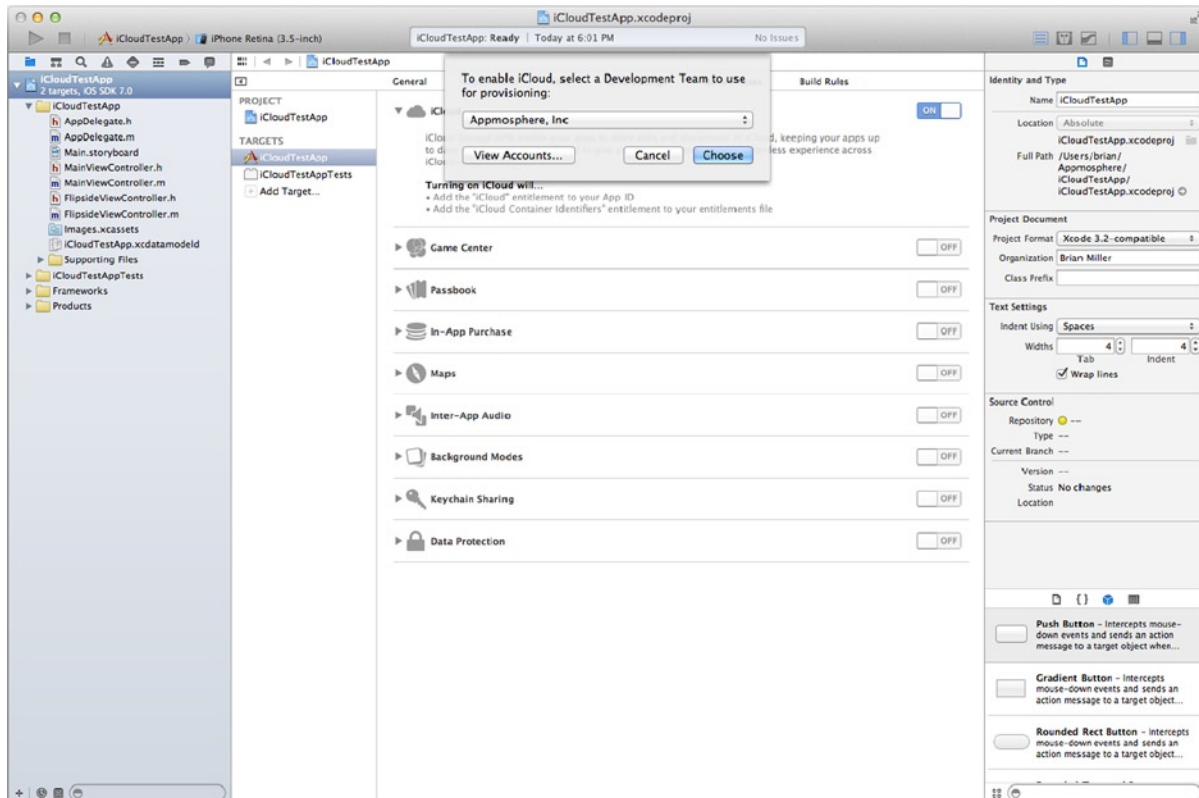 iCloudTestApp.xcodeproj
iCloudTestApp
iPhone Retina (3.5-inch)
iCloudTestApp: Ready | Today at 6:01 PM
No Issues
iCloudTestApp
2 targets, iOS SDK 7.0
iCloudTestApp
AppDelegate.h
AppDelegate.m
Main.storyboard
MainViewController.h
MainViewController.m
FlipsideViewController.h
FlipsideViewController.m
Images.xcassets
iCloudTestApp.xcdatamodeld
Supporting Files
iCloudTestAppTests
Frameworks
Products
iCloudTestApp
PROJECT
iCloudTestApp
TARGETS
iCloudTestApp
iCloudTestAppTests
Add Target...
General
Build Rules
To enable iCloud, select a Development Team to use
for provisioning:
Appmosphere, Inc
View Accounts...
Cancel
Choose
ON
keeping your apps up
experience across
Turning on iCloud will...
• Add the "iCloud" entitlement to your App ID
• Add the "iCloud Container Identifiers" entitlement to your entitlements file
Game Center
OFF
Passbook
OFF
In-App Purchase
OFF
Maps
OFF
Inter-App Audio
OFF
Background Modes
OFF
Keychain Sharing
OFF
Data Protection
OFF
Identity and Type
Name iCloudTestApp
Location Absolute
iCloudTestApp.xcodeproj
Full Path /Users/brian/
Appmosphere/
iCloudTestApp/
iCloudTestApp.xcodeproj
Project Document
Project Format Xcode 3.2-compatible
Organization Brian Miller
Class Prefix
Text Settings
Indent Using Spaces
Widths 4 4
Tab Indent
Wrap lines
Source Control
Repository --
Type --
Current Branch --
Version --
Status No changes
Location
Push Button - Intercepts mouse-
down events and sends an action
message to a target object when...
Gradient Button - Intercepts
mouse-down events and sends an
action message to a target object...
Rounded Rect Button - Intercepts
mouse-down events and sends an
action message to a target object...